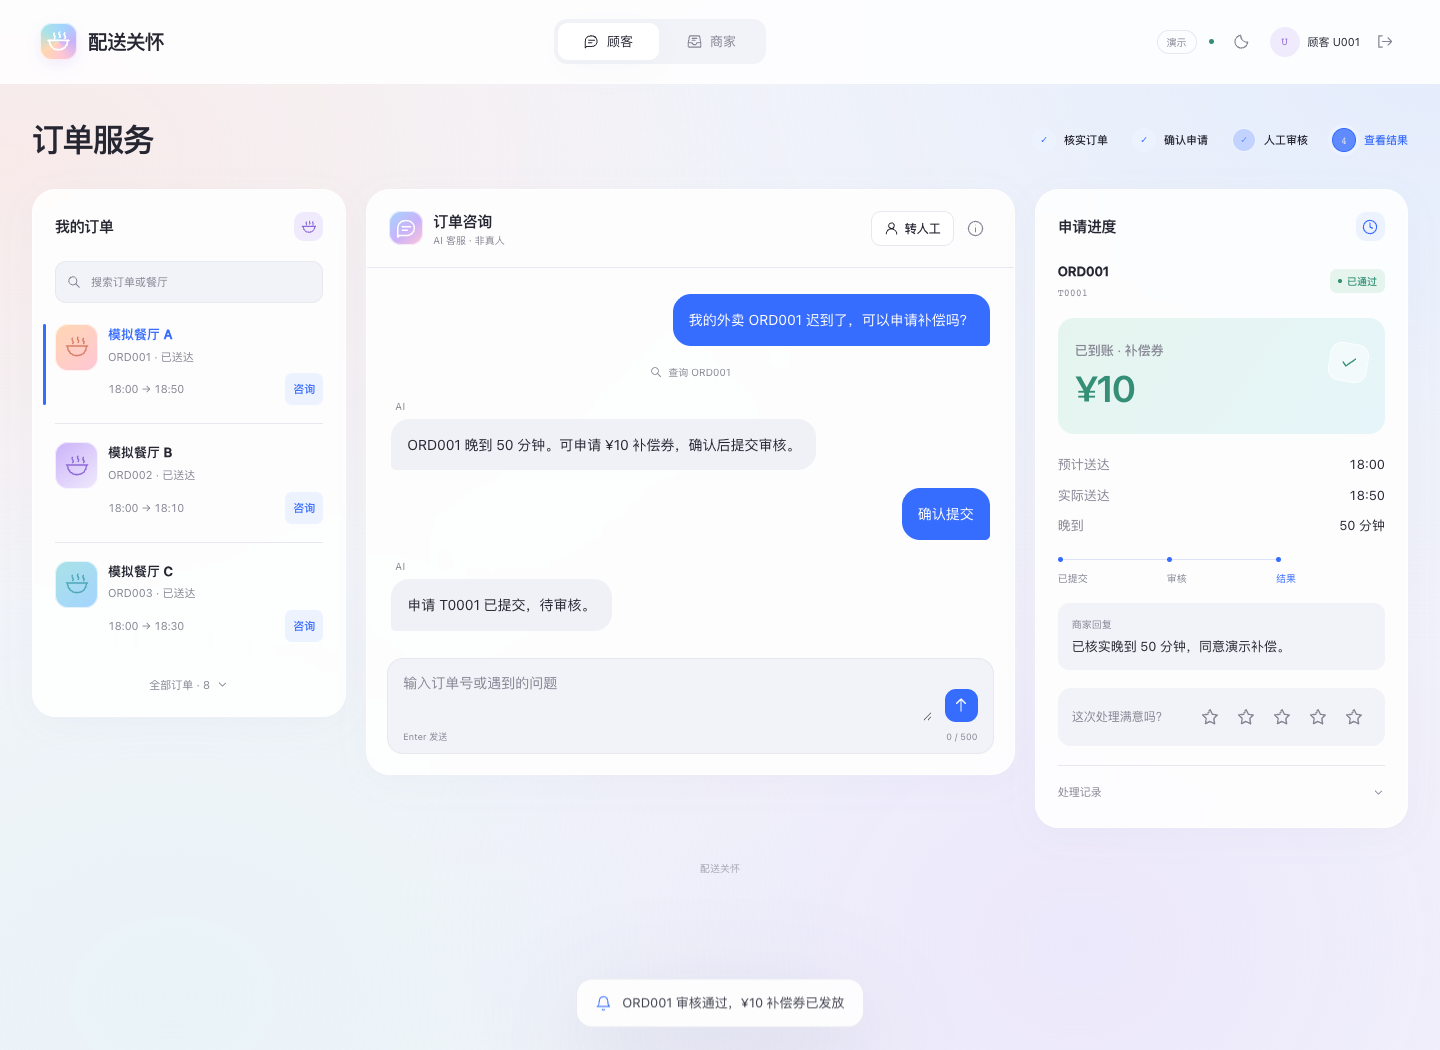 配送关怀
顾客
商家
演示
U
顾客 U001
订单服务
核实订单
确认申请
人工审核
4
查看结果
我的订单
搜索订单或餐厅
模拟餐厅 A
ORD001 · 已送达
18:00 → 18:50
咨询
模拟餐厅 B
ORD002 · 已送达
18:00 → 18:10
咨询
模拟餐厅 C
ORD003 · 已送达
18:00 → 18:30
咨询
全部订单 · 8
订单咨询
AI 客服 · 非真人
转人工
我的外卖 ORD001 迟到了，可以申请补偿吗？
查询 ORD001
AI
ORD001 晚到 50 分钟。可申请 ¥10 补偿券，确认后提交审核。
确认提交
AI
申请 T0001 已提交，待审核。
输入订单号或遇到的问题
Enter 发送
0 / 500
申请进度
ORD001
T0001
已通过
已到账 · 补偿券
¥10
预计送达
18:00
实际送达
18:50
晚到
50 分钟
已提交
审核
结果
商家回复
已核实晚到 50 分钟，同意演示补偿。
这次处理满意吗？
处理记录
配送关怀
ORD001 审核通过，¥10 补偿券已发放